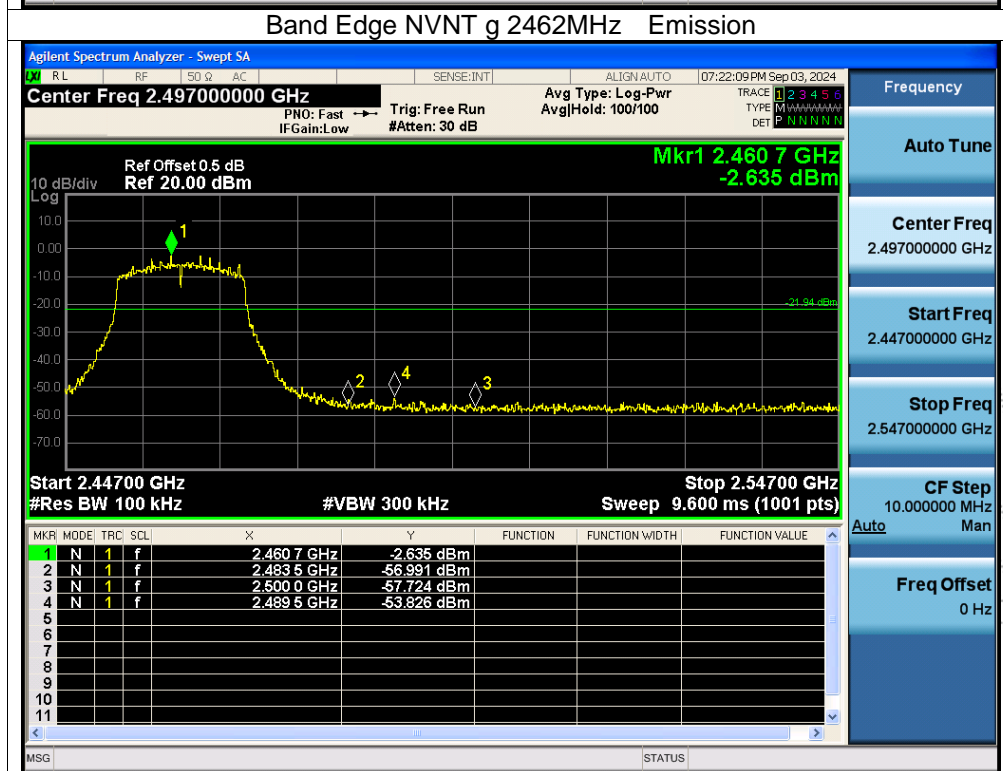 Band Edge NVNT g 2462MHz Emission
Agilent Spectrum Analyzer - Swept SA
LXI RL RF 50 Ω AC SENSE:INT ALIGN AUTO 07:22:09 PM Sep 03, 2024
Center Freq 2.497000000 GHz
PNO: Fast
IFGain:Low
Trig: Free Run
#Atten: 30 dB
Avg Type: Log-Pwr
Avg|Hold: 100/100
TRACE 1 2 3 4 5 6
TYPE M WWWWW
DET P N N N N N
Ref Offset 0.5 dB
Ref 20.00 dBm
10 dB/div
Log
Mkr1 2.460 7 GHz
-2.635 dBm
10.0
0.00
-10.0
-20.0
-30.0
-40.0
-50.0
-60.0
-70.0
1
-21.94 dBm
2
4
3
Start 2.44700 GHz
Stop 2.54700 GHz
#Res BW 100 kHz #VBW 300 kHz Sweep 9.600 ms (1001 pts)
MKR MODE TRC SCL X Y FUNCTION FUNCTION WIDTH FUNCTION VALUE
1 N 1 f 2.460 7 GHz -2.635 dBm
2 N 1 f 2.483 5 GHz -56.991 dBm
3 N 1 f 2.500 0 GHz -57.724 dBm
4 N 1 f 2.489 5 GHz -53.826 dBm
5
6
7
8
9
10
11
MSG STATUS
Frequency
Auto Tune
Center Freq
2.497000000 GHz
Start Freq
2.447000000 GHz
Stop Freq
2.547000000 GHz
CF Step
10.000000 MHz
Auto Man
Freq Offset
0 Hz